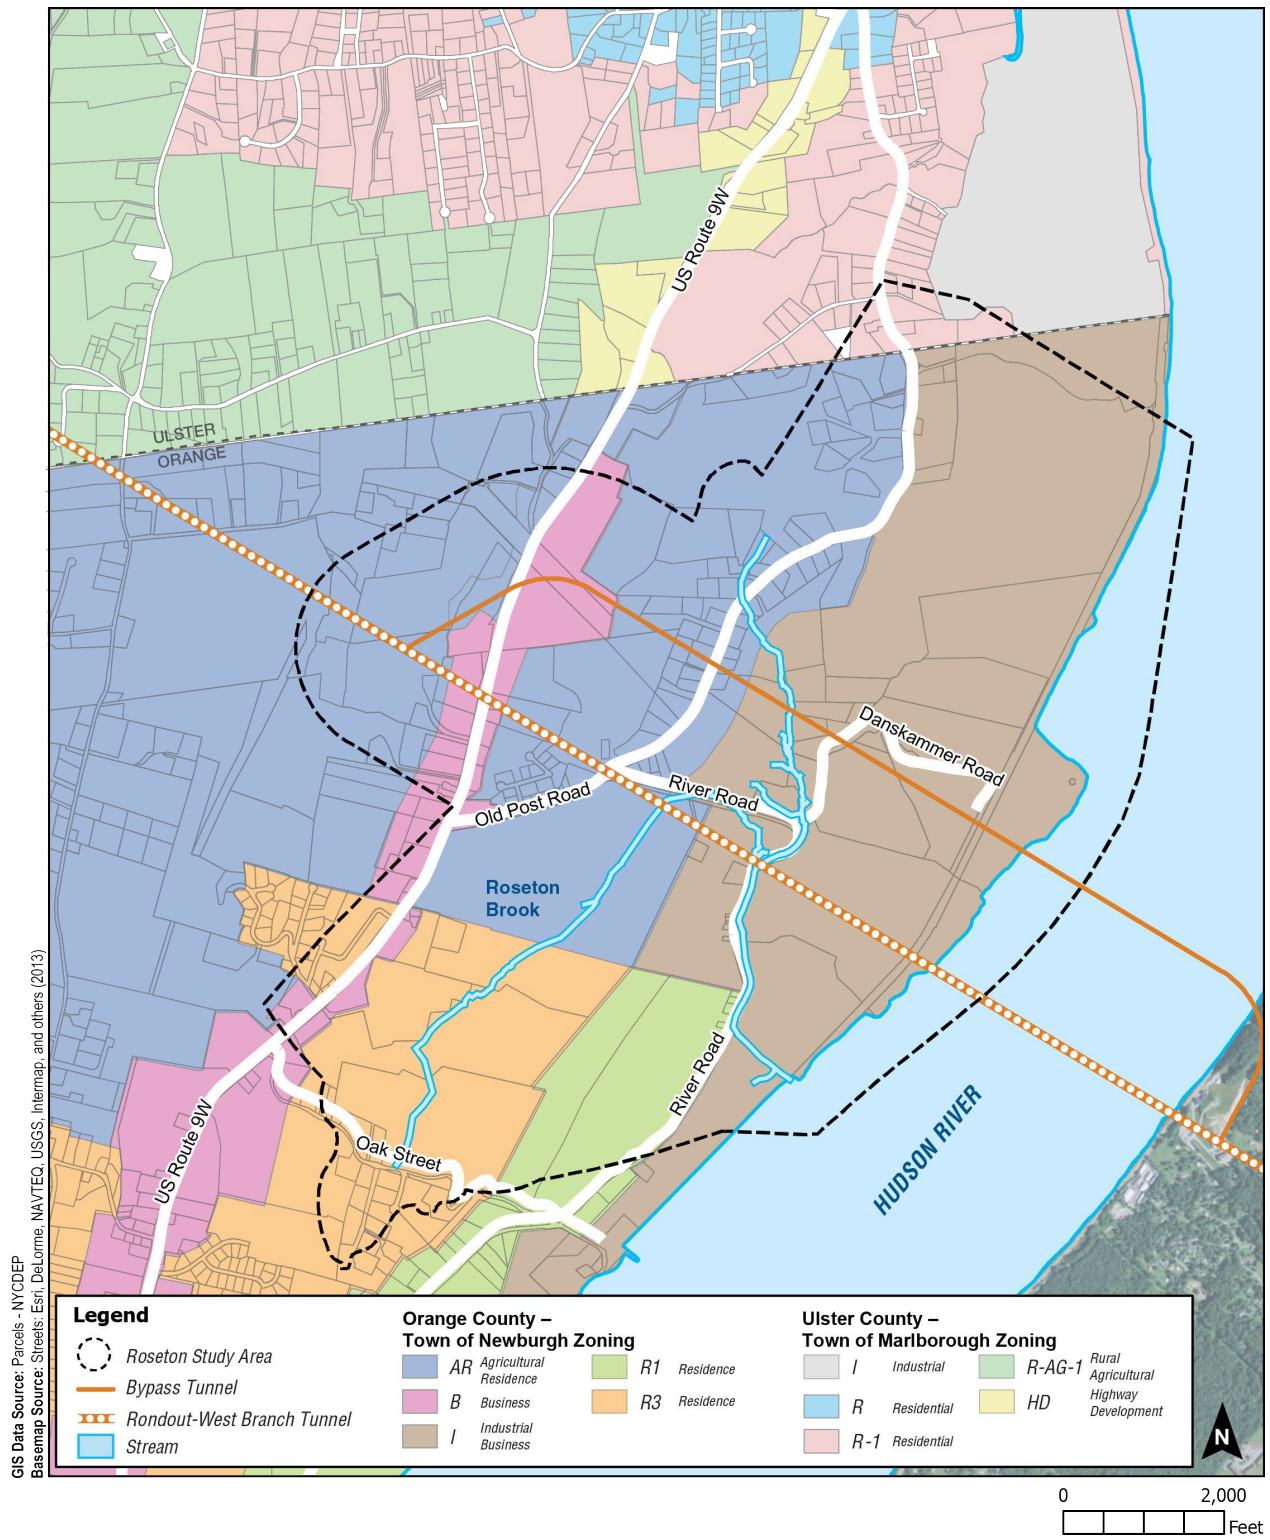 US Route 9W
ULSTER
ORANGE
Danskammer Road
River Road
Old Post Road
Roseton
Brook
River Road
Oak Street
US Route 9W
HUDSON RIVER
GIS Data Source: Parcels - NYCDEP
Basemap Source: Streets: Esri, DeLorme, NAVTEQ, USGS, Intermap, and others (2013)
Legend
Roseton Study Area
Bypass Tunnel
Rondout-West Branch Tunnel
Stream
Orange County –
Town of Newburgh Zoning
AR Agricultural
Residence
B Business
I Industrial
Business
R1 Residence
R3 Residence
Ulster County –
Town of Marlborough Zoning
I Industrial
R Residential
R-1 Residential
R-AG-1 Rural
Agricultural
HD Highway
Development
N
0 2,000
Feet